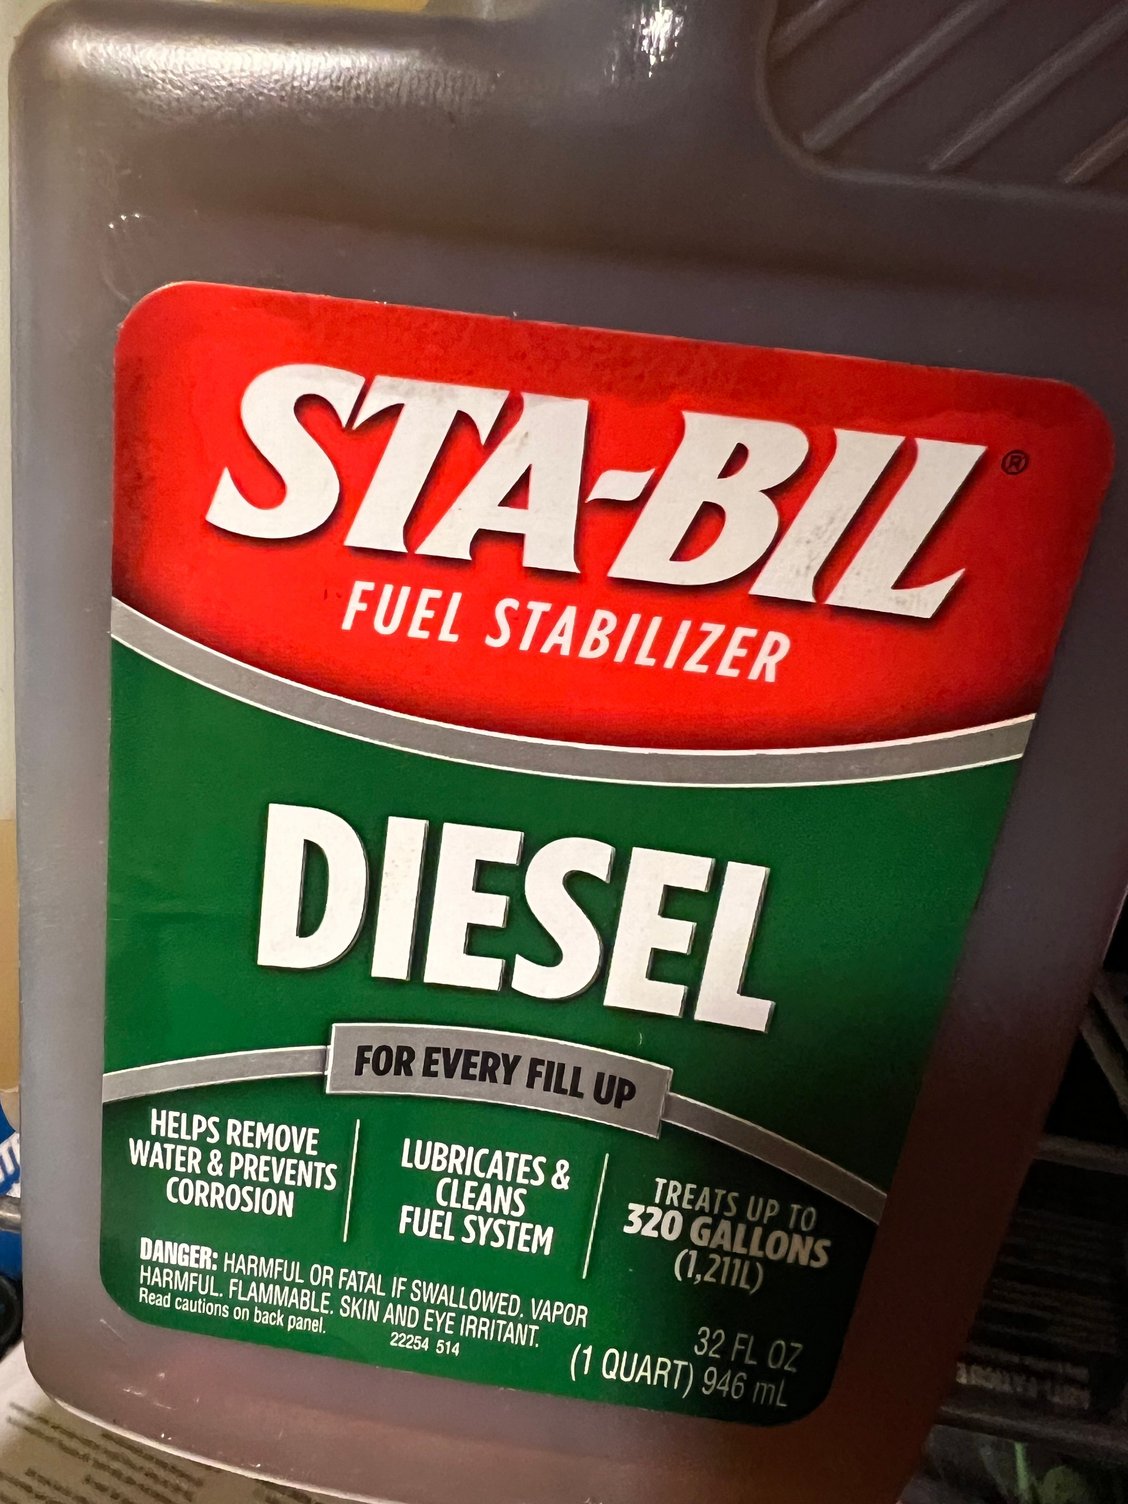 STA-BIL®
FUEL STABILIZER
DIESEL
FOR EVERY FILL UP
HELPS REMOVE
WATER & PREVENTS
CORROSION
LUBRICATES &
CLEANS
FUEL SYSTEM
TREATS UP TO
320 GALLONS
(1,211L)
DANGER: HARMFUL OR FATAL IF SWALLOWED. VAPOR
HARMFUL. FLAMMABLE. SKIN AND EYE IRRITANT.
Read cautions on back panel.
22254 514
32 FL OZ
(1 QUART) 946 mL